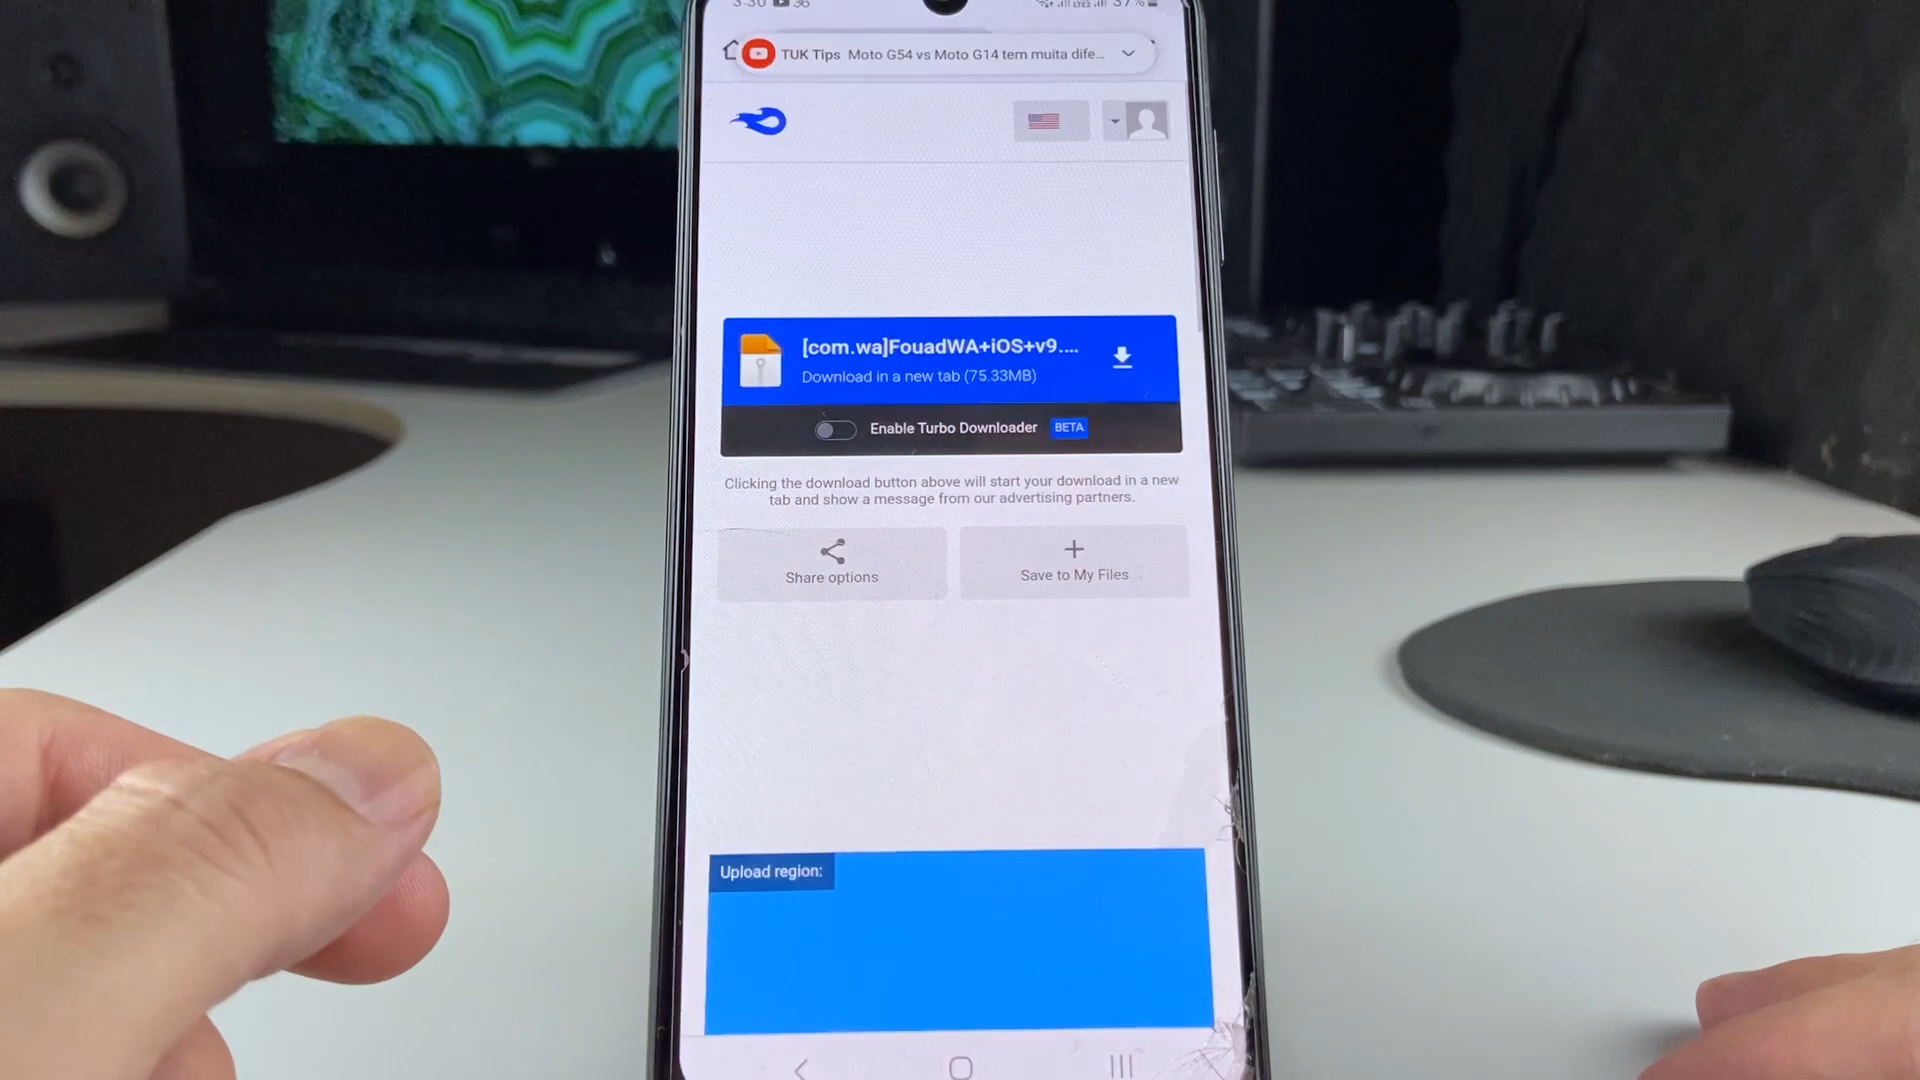 3:30 36 37%
TUK Tips Moto G54 vs Moto G14 tem muita dife...
[com.wa]FouadWA+iOS+v9....
Download in a new tab (75.33MB)
Enable Turbo Downloader BETA
Clicking the download button above will start your download in a new
tab and show a message from our advertising partners.
Share options
Save to My Files
Upload region: